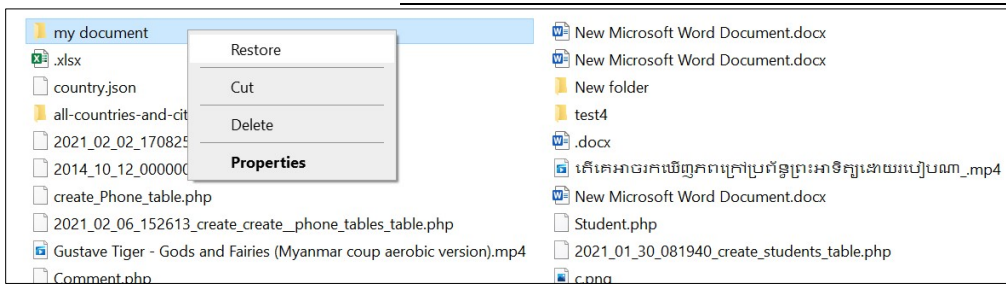 my document
.xlsx
country.json
all-countries-and-cit
2021_02_02_170825
2014_10_12_000000
create_Phone_table.php
2021_02_06_152613_create_create__phone_tables_table.php
Gustave Tiger - Gods and Fairies (Myanmar coup aerobic version).mp4
Comment.php
Restore
Cut
Delete
Properties
New Microsoft Word Document.docx
New Microsoft Word Document.docx
New folder
test4
.docx
តើគេអាចរកឃើញភពក្រៅប្រព័ន្ធព្រះអាទិត្យដោយរបៀបណា_.mp4
New Microsoft Word Document.docx
Student.php
2021_01_30_081940_create_students_table.php
c.png